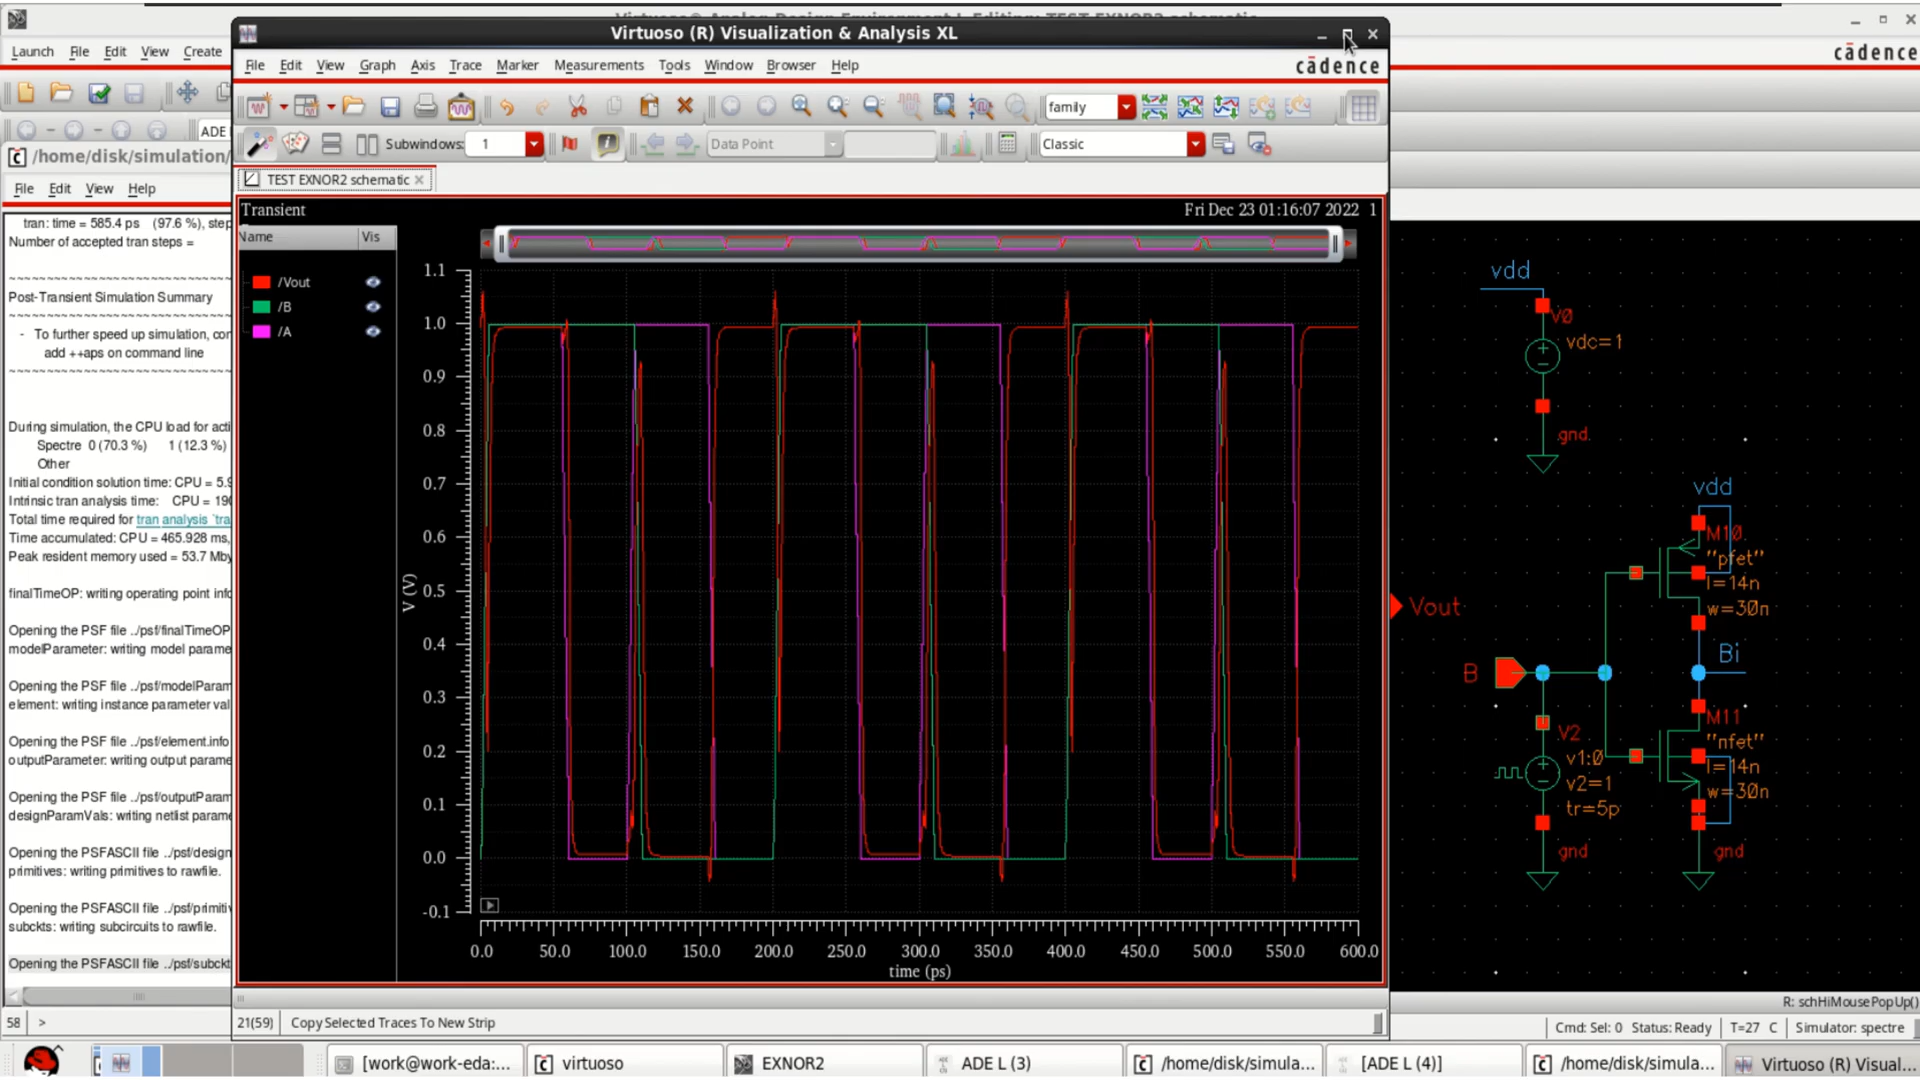 Launch File Edit View Create
cādence
ADE
/home/disk/simulation/
File Edit View Help
tran: time = 585.4 ps (97.6 %), step
Number of accepted tran steps =
~~~~~~~~~~~~~~~~~~~~~~~~~~~~~~
Post-Transient Simulation Summary
~~~~~~~~~~~~~~~~~~~~~~~~~~~~~~
- To further speed up simulation, con
add ++aps on command line
~~~~~~~~~~~~~~~~~~~~~~~~~~~~~~
During simulation, the CPU load for acti
Spectre 0 (70.3 %) 1 (12.3 %)
Other
Initial condition solution time: CPU = 5.9
Intrinsic tran analysis time: CPU = 190
Total time required for tran analysis `tra
Time accumulated: CPU = 465.928 ms,
Peak resident memory used = 53.7 Mby
finalTimeOP: writing operating point info
Opening the PSF file ../psf/finalTimeOP
modelParameter: writing model parame
Opening the PSF file ../psf/modelParam
element: writing instance parameter val
Opening the PSF file ../psf/element.info
outputParameter: writing output parame
Opening the PSF file ../psf/outputParam
designParamVals: writing netlist parame
Opening the PSFASCII file ../psf/design
primitives: writing primitives to rawfile.
Opening the PSFASCII file ../psf/primitiv
subckts: writing subcircuits to rawfile.
Opening the PSFASCII file ../psf/subckt
58 >
Virtuoso (R) Visualization & Analysis XL
File Edit View Graph Axis Trace Marker Measurements Tools Window Browser Help
cādence
family
Subwindows: 1 Data Point Classic
TEST EXNOR2 schematic
Transient Fri Dec 23 01:16:07 2022 1
Name Vis
/Vout
/B
/A
V (V)
1.1
1.0
0.9
0.8
0.7
0.6
0.5
0.4
0.3
0.2
0.1
0.0
-0.1
0.0 50.0 100.0 150.0 200.0 250.0 300.0 350.0 400.0 450.0 500.0 550.0 600.0
time (ps)
21(59) Copy Selected Traces To New Strip
vdd
V0
vdc=1
gnd
vdd
M10
"pfet"
l=14n
w=30n
Vout
Bi
B
M11
"nfet"
l=14n
w=30n
V2
v1:0
v2=1
tr=5p
gnd
gnd
R: schHiMousePopUp()
Cmd: Sel: 0 Status: Ready T=27 C Simulator: spectre
[work@work-eda:... virtuoso EXNOR2 ADE L (3) /home/disk/simula... [ADE L (4)] /home/disk/simula... Virtuoso (R) Visual...